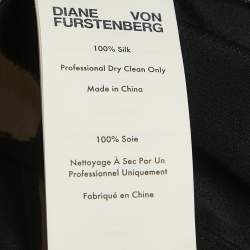 DIANE VON
FURSTENBERG
100% Silk
Professional Dry Clean Only
Made in China
100% Soie
Nettoyage À Sec Par Un
Professionel Uniquement
Fabriqué en Chine